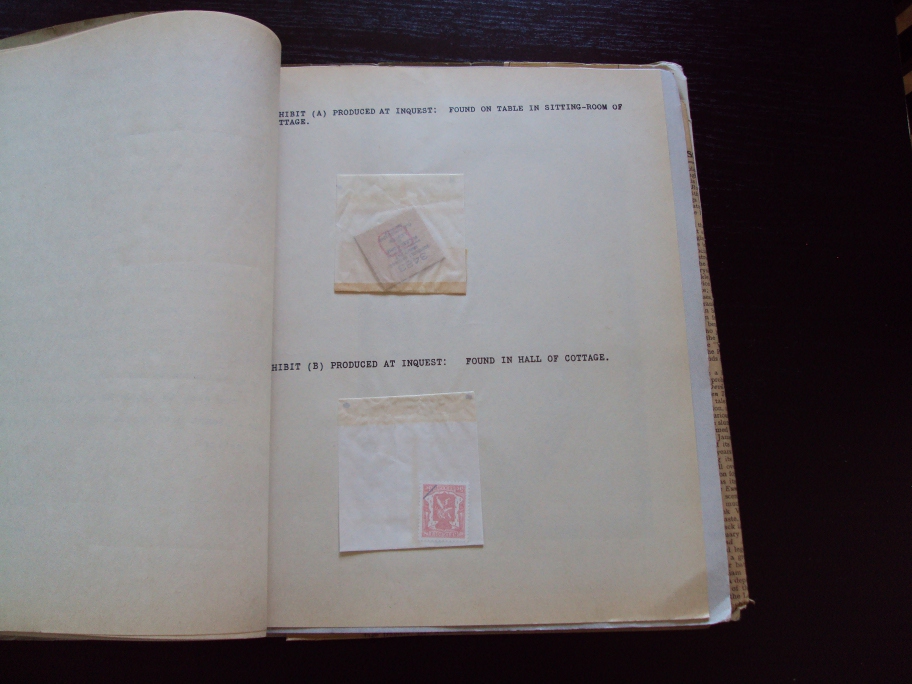 HIBIT (A) PRODUCED AT INQUEST: FOUND ON TABLE IN SITTING-ROOM OF
TTAGE.
HIBIT (B) PRODUCED AT INQUEST: FOUND IN HALL OF COTTAGE.